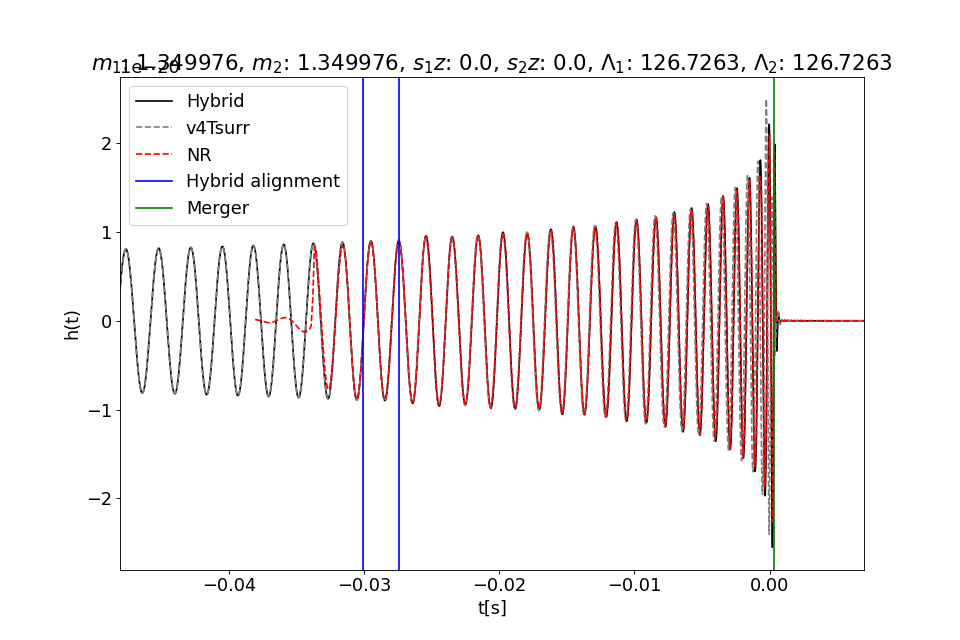 m₁: 1.349976, m₂: 1.349976, s₁z: 0.0, s₂z: 0.0, Λ₁: 126.7263, Λ₂: 126.7263
1e−20
Hybrid
v4Tsurr
NR
Hybrid alignment
Merger
2
1
0
−1
−2
h(t)
−0.04 −0.03 −0.02 −0.01 0.00
t[s]